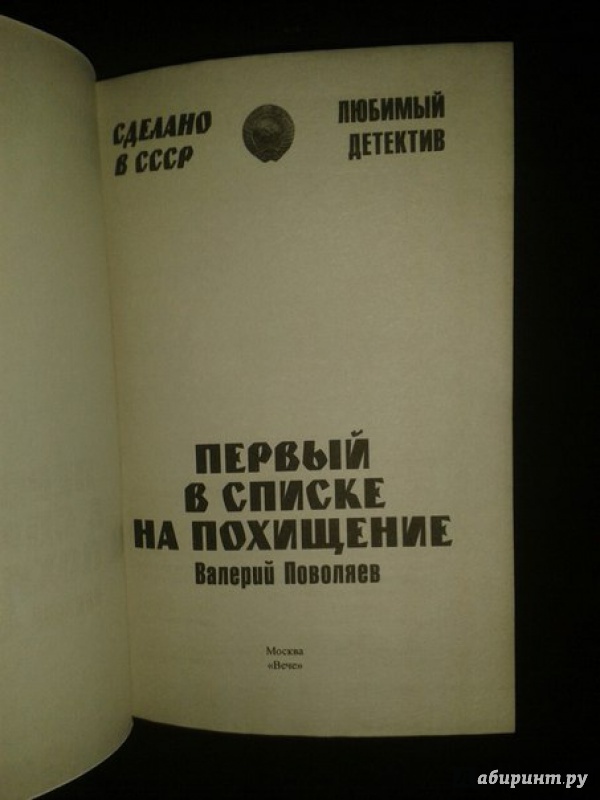 СДЕЛАНО
В СССР
ЛЮБИМЫЙ
ДЕТЕКТИВ
ПЕРВЫЙ
В СПИСКЕ
НА ПОХИЩЕНИЕ
Валерий Поволяев
Москва
«Вече»
абиринт.ру